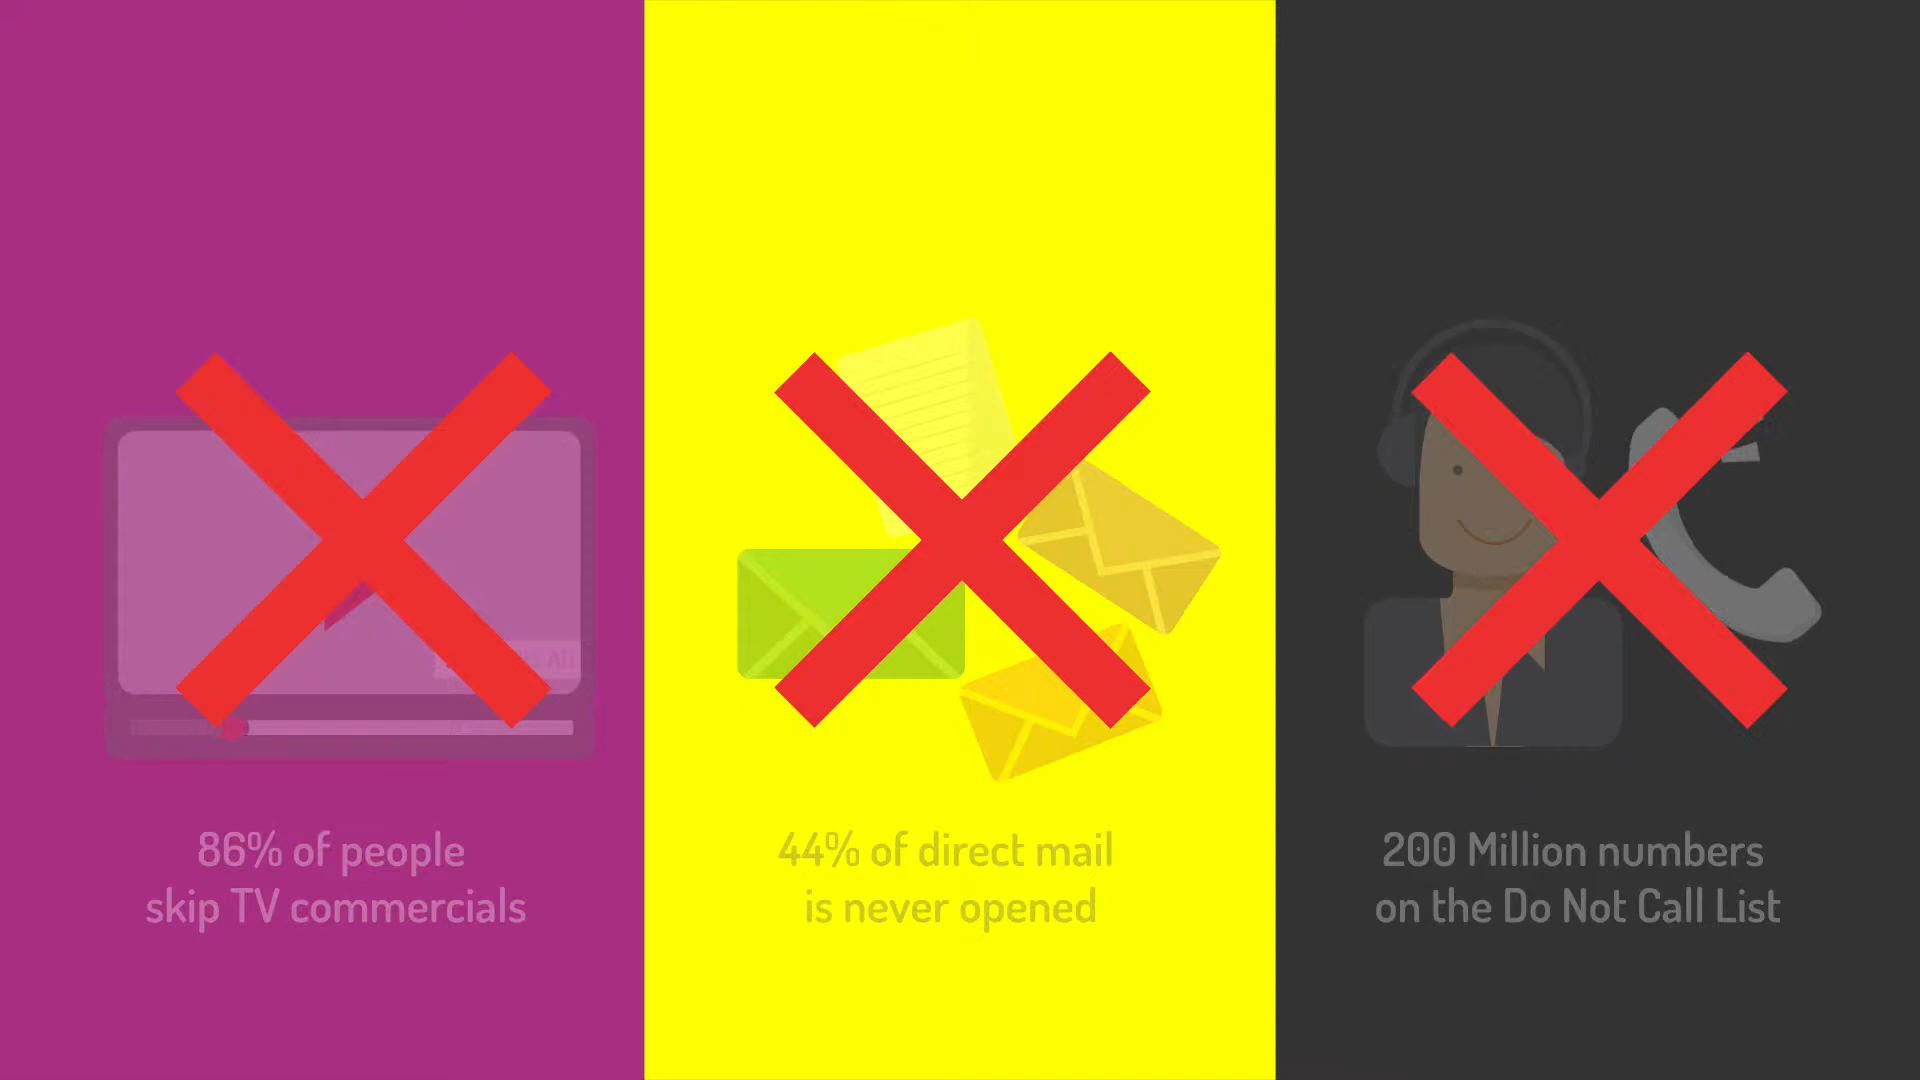 86% of people
skip TV commercials
44% of direct mail
is never opened
200 Million numbers
on the Do Not Call List